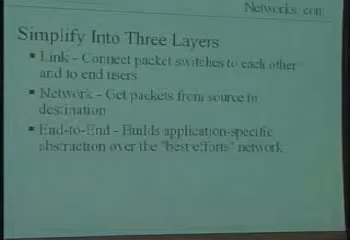 Networks, con
Simplify Into Three Layers
▪ Link - Connect packet switches to each other
and to end users
▪ Network - Get packets from source to
destination
▪ End-to-End - Builds application-specific
abstraction over the "best efforts" network